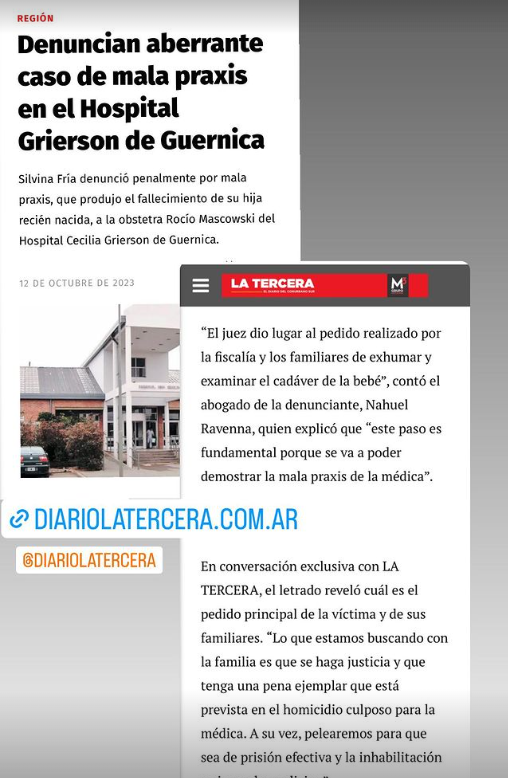 REGIÓN
Denuncian aberrante
caso de mala praxis
en el Hospital
Grierson de Guernica
Silvina Fría denunció penalmente por mala
praxis, que produjo el fallecimiento de su hija
recién nacida, a la obstetra Rocío Mascowski del
Hospital Cecilia Grierson de Guernica.
12 DE OCTUBRE DE 2023
LA TERCERA
M
“El juez dio lugar al pedido realizado por
la fiscalía y los familiares de exhumar y
examinar el cadáver de la bebé”, contó el
abogado de la denunciante, Nahuel
Ravenna, quien explicó que “este paso es
fundamental porque se va a poder
demostrar la mala praxis de la médica”.
DIARIOLATERCERA.COM.AR
@DIARIOLATERCERA
En conversación exclusiva con LA
TERCERA, el letrado reveló cuál es el
pedido principal de la víctima y de sus
familiares. “Lo que estamos buscando con
la familia es que se haga justicia y que
tenga una pena ejemplar que está
prevista en el homicidio culposo para la
médica. A su vez, pelearemos para que
sea de prisión efectiva y la inhabilitación